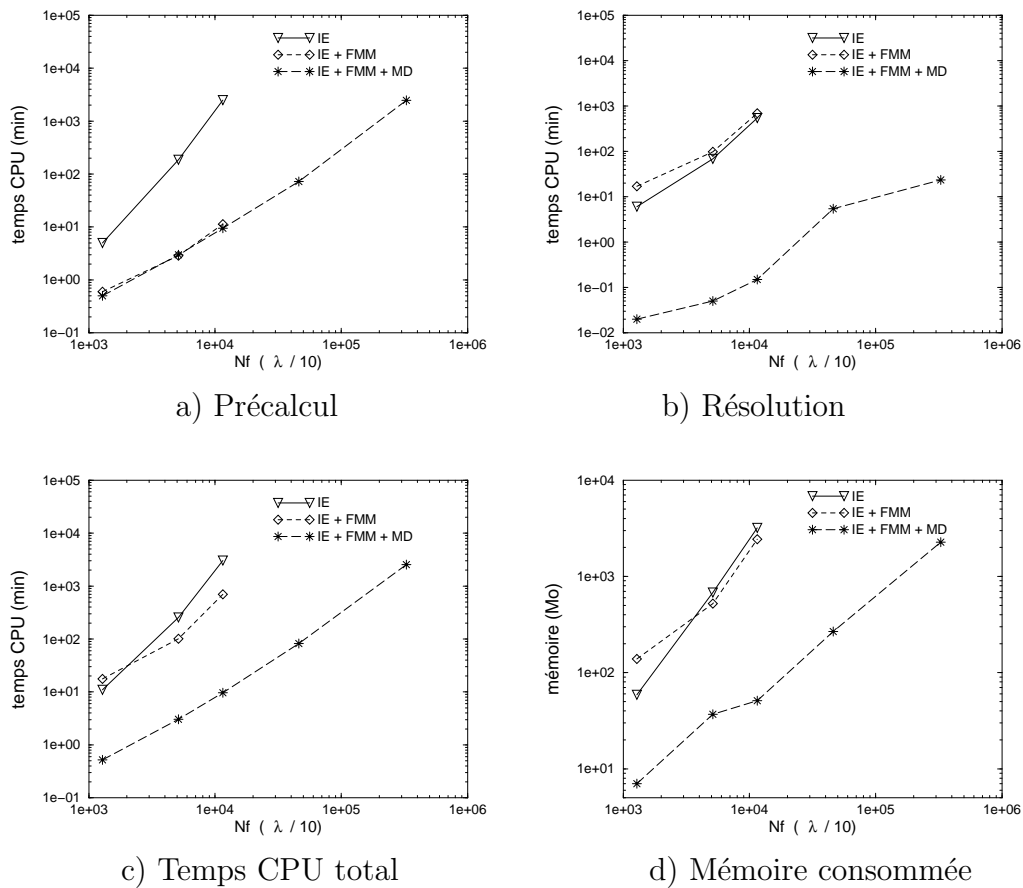 1e+05
1e+04
1e+03
1e+02
1e+01
1e+00
1e−01
temps CPU (min)
IE
IE + FMM
IE + FMM + MD
1e+03 1e+04 1e+05 1e+06
Nf ( λ / 10)
a) Précalcul
1e+05
1e+04
1e+03
1e+02
1e+01
1e+00
1e−01
1e−02
temps CPU (min)
IE
IE + FMM
IE + FMM + MD
1e+03 1e+04 1e+05 1e+06
Nf ( λ / 10)
b) Résolution
1e+05
1e+04
1e+03
1e+02
1e+01
1e+00
1e−01
temps CPU (min)
IE
IE + FMM
IE + FMM + MD
1e+03 1e+04 1e+05 1e+06
Nf ( λ / 10)
c) Temps CPU total
1e+04
1e+03
1e+02
1e+01
mémoire (Mo)
IE
IE + FMM
IE + FMM + MD
1e+03 1e+04 1e+05 1e+06
Nf ( λ / 10)
d) Mémoire consommée